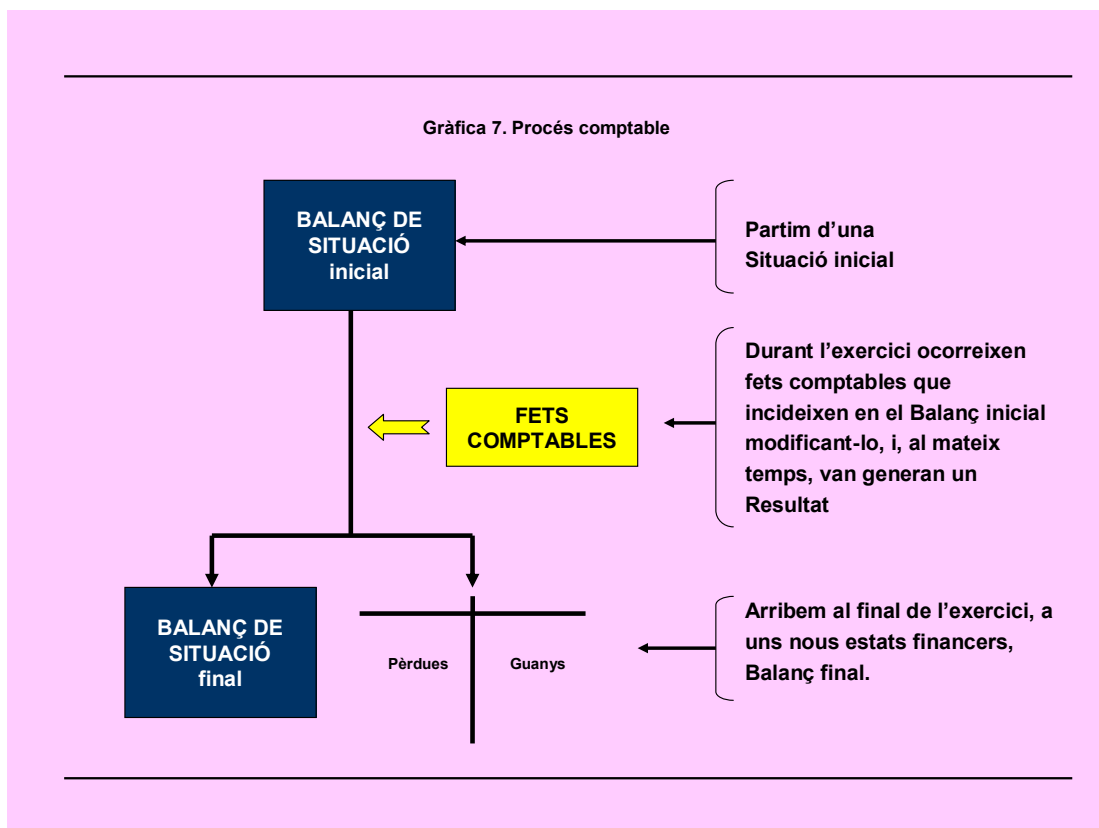 Gràfica 7. Procés comptable
BALANÇ DE
SITUACIÓ
inicial
Partim d’una
Situació inicial
Durant l’exercici ocorreixen
fets comptables que
incideixen en el Balanç inicial
modificant-lo, i, al mateix
temps, van generan un
Resultat
FETS
COMPTABLES
BALANÇ DE
SITUACIÓ
final
Pèrdues
Guanys
Arribem al final de l’exercici, a
uns nous estats financers,
Balanç final.